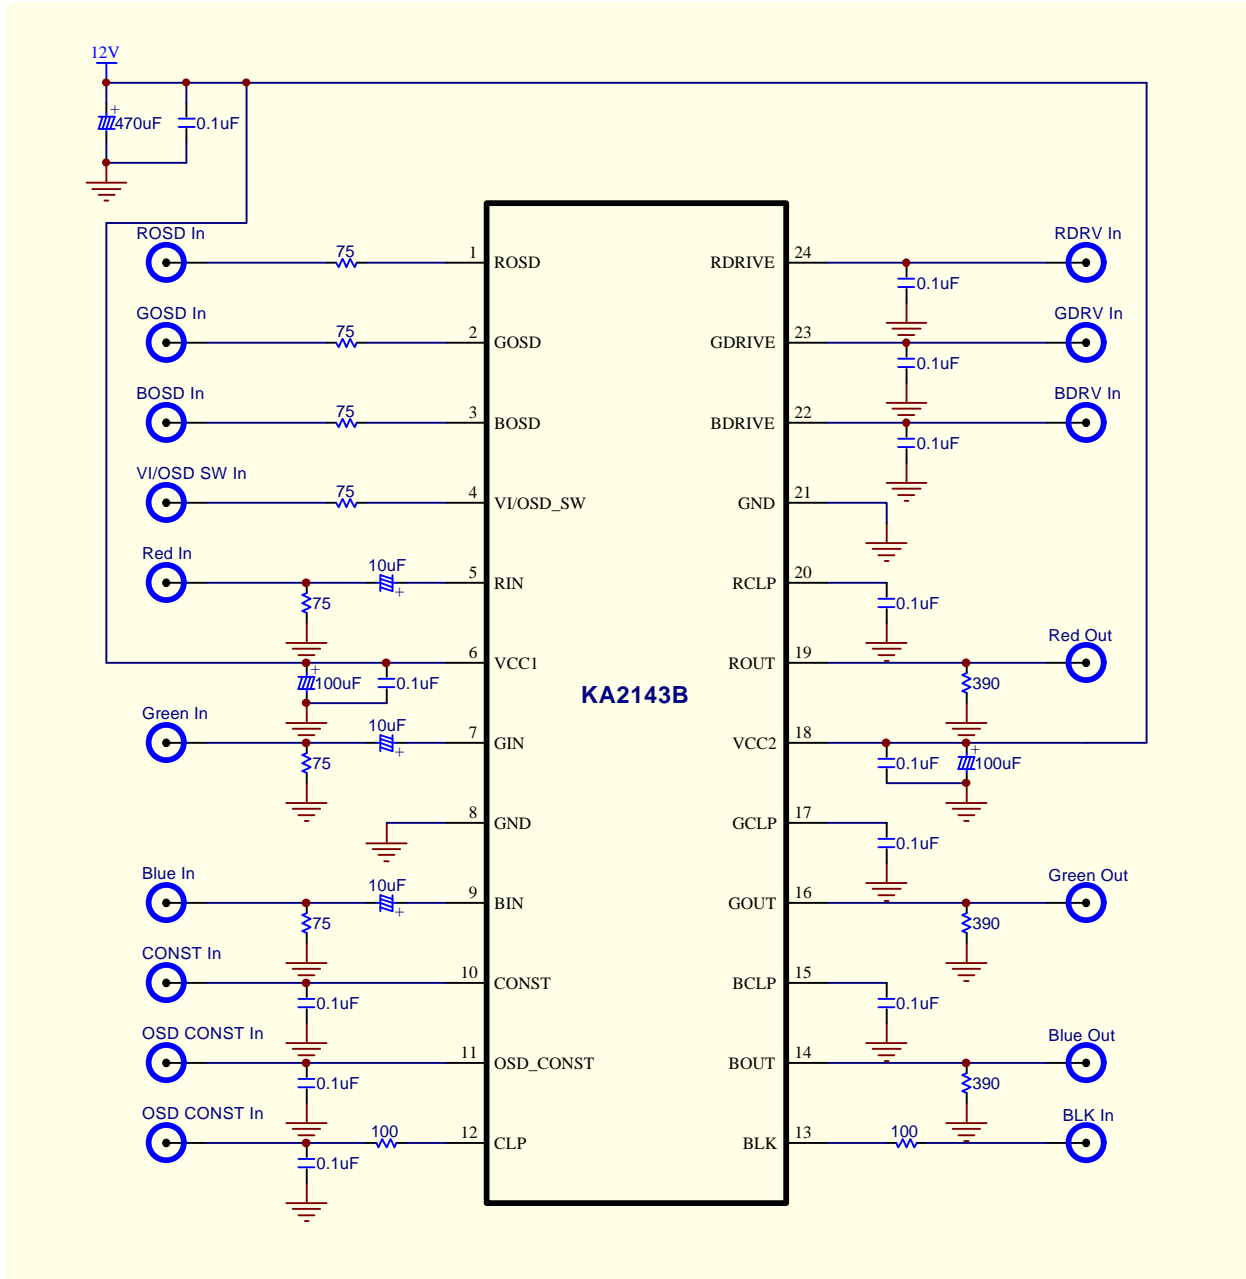 12V
+
470uF
0.1uF
ROSD In
75
1
ROSD
24
RDRIVE
RDRV In
0.1uF
GOSD In
75
2
GOSD
23
GDRIVE
GDRV In
0.1uF
BOSD In
75
3
BOSD
22
BDRIVE
BDRV In
0.1uF
VI/OSD SW In
75
4
VI/OSD_SW
21
GND
Red In
10uF
+
75
5
RIN
20
RCLP
0.1uF
6
VCC1
+
100uF
0.1uF
19
ROUT
Red Out
390
KA2143B
Green In
10uF
+
75
7
GIN
18
VCC2
0.1uF
+
100uF
8
GND
17
GCLP
0.1uF
Blue In
10uF
+
75
9
BIN
16
GOUT
Green Out
390
CONST In
0.1uF
10
CONST
15
BCLP
0.1uF
OSD CONST In
0.1uF
11
OSD_CONST
14
BOUT
Blue Out
390
OSD CONST In
100
0.1uF
12
CLP
13
BLK
100
BLK In